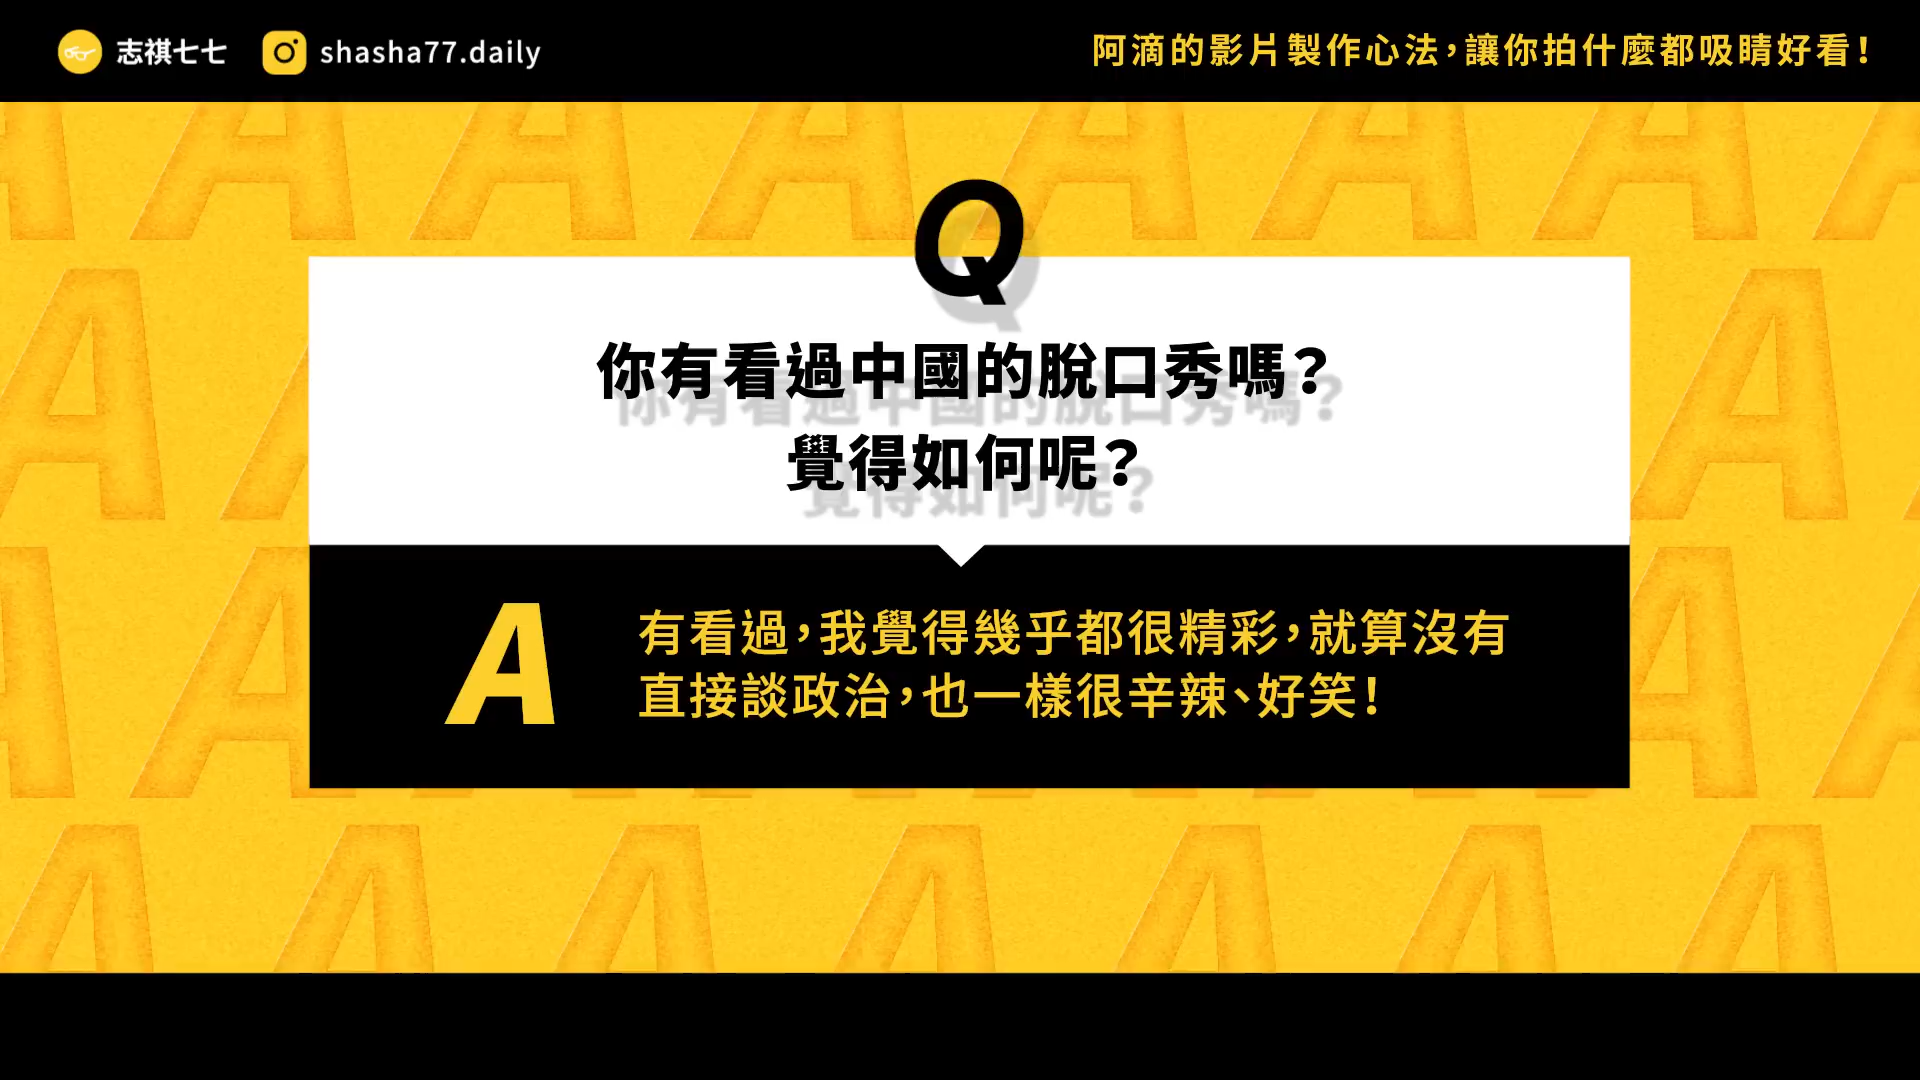 志祺七七
shasha77.daily
阿滴的影片製作心法，讓你拍什麼都吸睛好看！
Q
你有看過中國的脫口秀嗎？
覺得如何呢？
A
有看過，我覺得幾乎都很精彩，就算沒有
直接談政治，也一樣很辛辣、好笑！